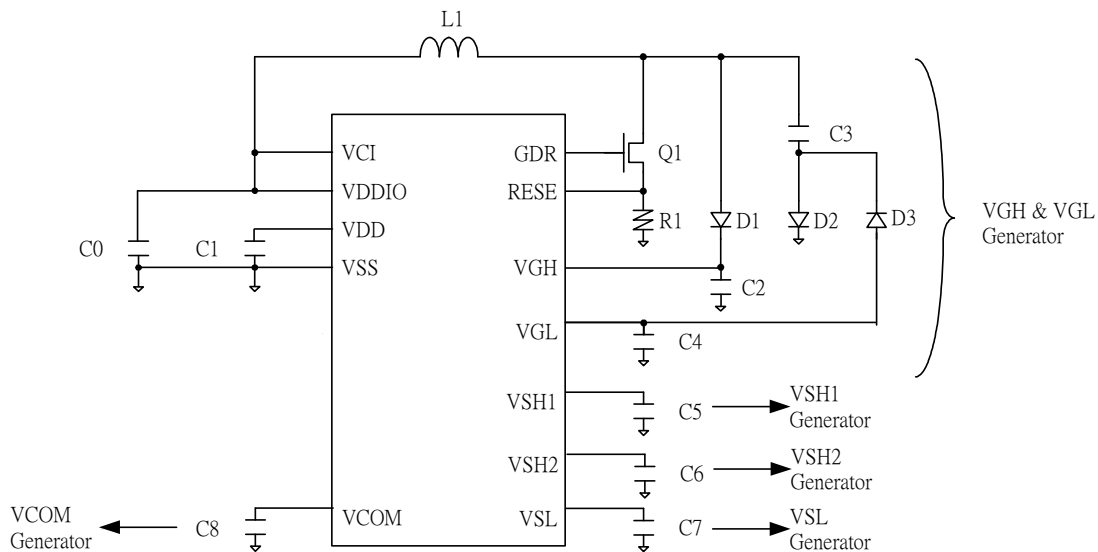 L1
VCI
GDR
Q1
C3
VDDIO
RESE
C0
C1
VDD
R1
D1
D2
D3
VGH & VGL
Generator
VSS
VGH
C2
VGL
C4
VSH1
C5
VSH1
Generator
VSH2
C6
VSH2
Generator
VCOM
Generator
C8
VCOM
VSL
C7
VSL
Generator